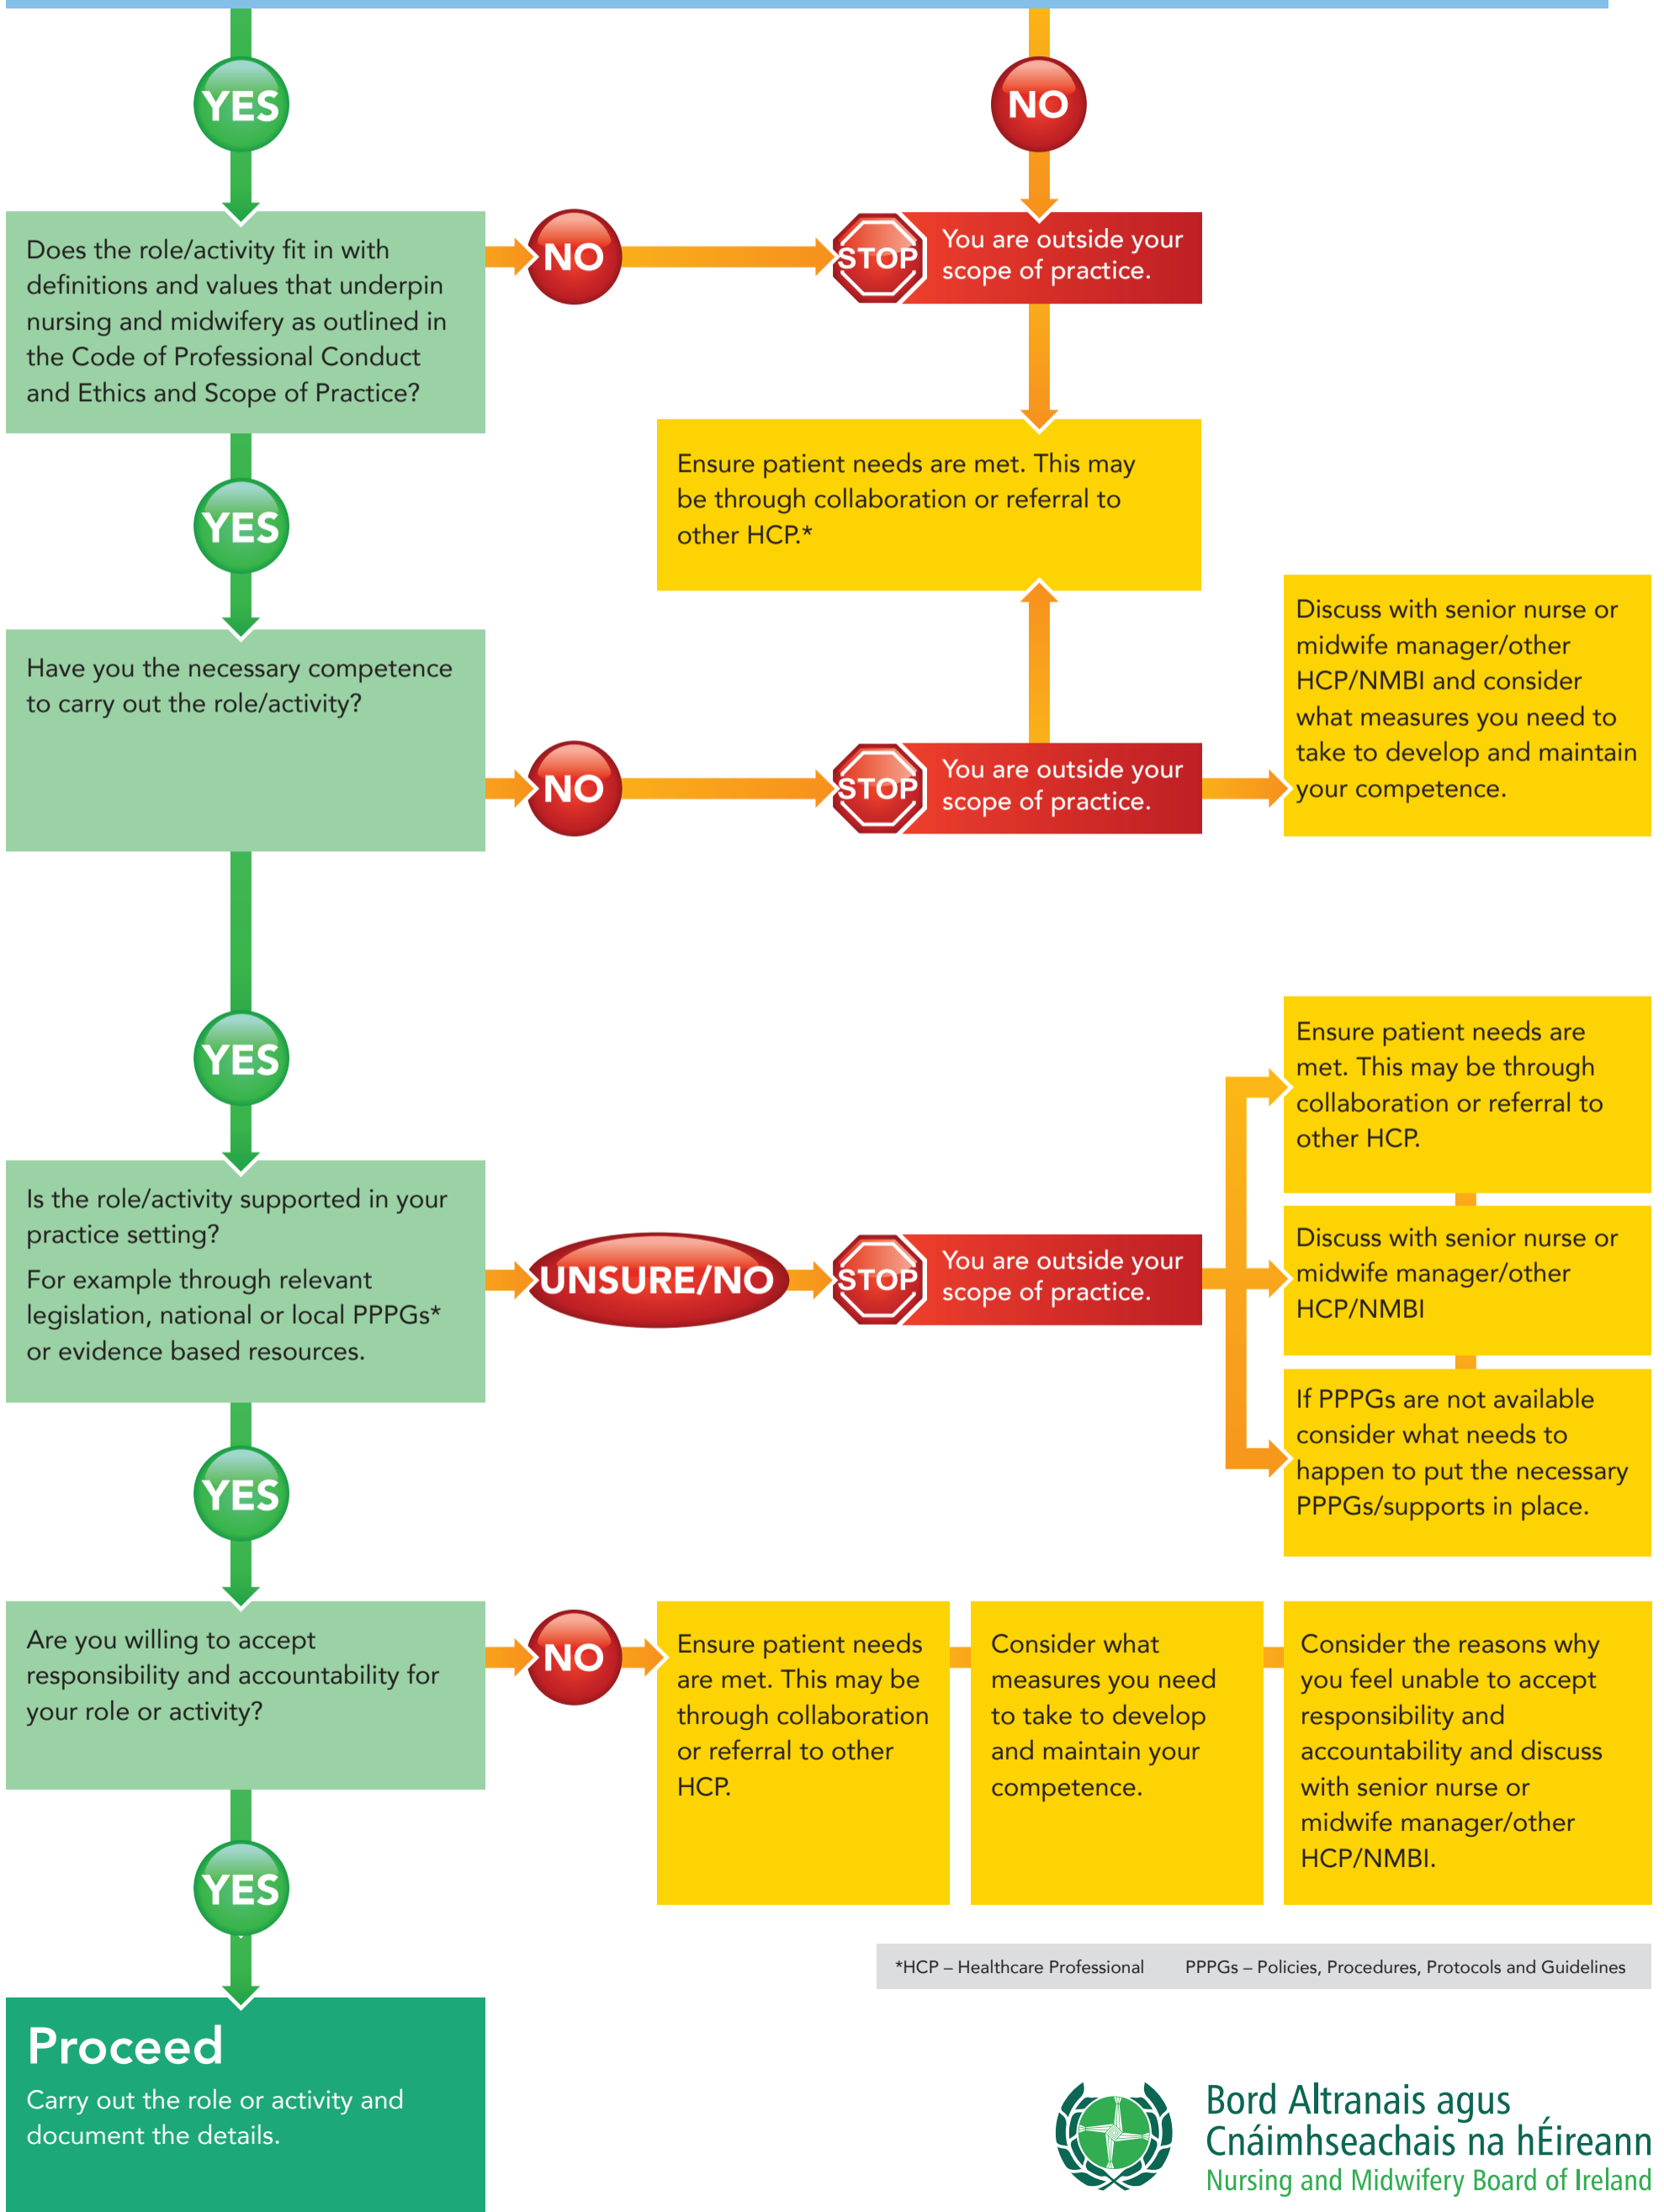 YES
NO
Does the role/activity fit in with
definitions and values that underpin
nursing and midwifery as outlined in
the Code of Professional Conduct
and Ethics and Scope of Practice?
NO
STOP
You are outside your
scope of practice.
YES
Ensure patient needs are met. This may
be through collaboration or referral to
other HCP.*
Have you the necessary competence
to carry out the role/activity?
NO
STOP
You are outside your
scope of practice.
Discuss with senior nurse or
midwife manager/other
HCP/NMBI and consider
what measures you need to
take to develop and maintain
your competence.
YES
Is the role/activity supported in your
practice setting?
For example through relevant
legislation, national or local PPPGs*
or evidence based resources.
UNSURE/NO
STOP
You are outside your
scope of practice.
Ensure patient needs are
met. This may be through
collaboration or referral to
other HCP.
Discuss with senior nurse or
midwife manager/other
HCP/NMBI
If PPPGs are not available
consider what needs to
happen to put the necessary
PPPGs/supports in place.
YES
Are you willing to accept
responsibility and accountability for
your role or activity?
NO
Ensure patient needs
are met. This may be
through collaboration
or referral to other
HCP.
Consider what
measures you need
to take to develop
and maintain your
competence.
Consider the reasons why
you feel unable to accept
responsibility and
accountability and discuss
with senior nurse or
midwife manager/other
HCP/NMBI.
YES
*HCP – Healthcare Professional PPPGs – Policies, Procedures, Protocols and Guidelines
Proceed
Carry out the role or activity and
document the details.
Bord Altranais agus
Cnáimhseachais na hÉireann
Nursing and Midwifery Board of Ireland